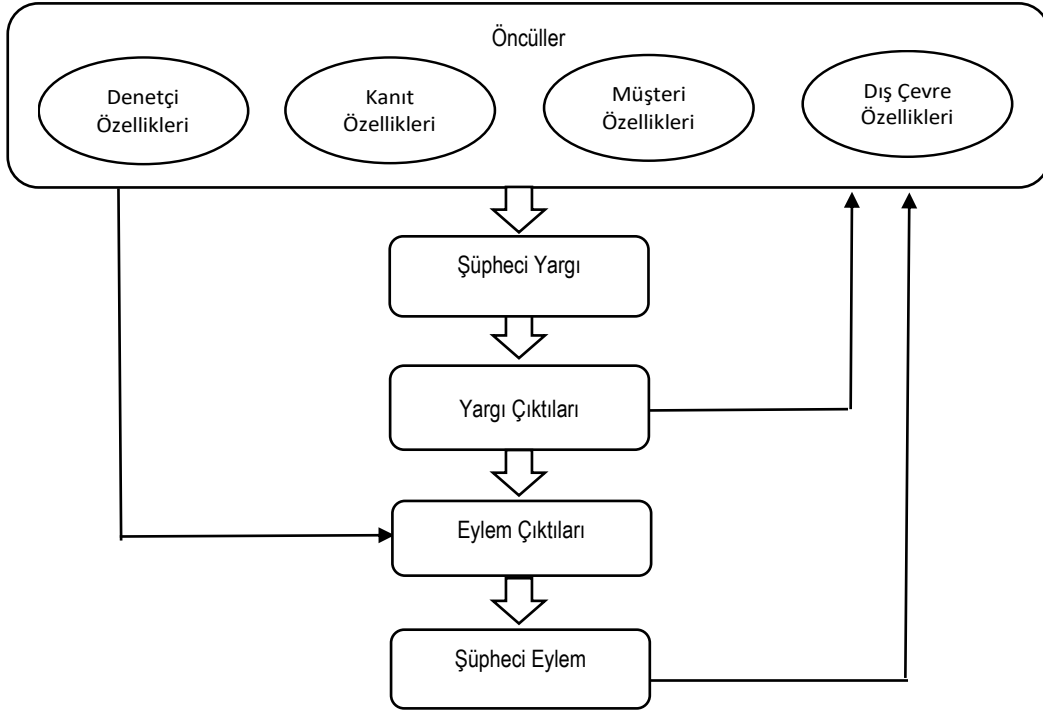 Öncüller
Denetçi
Özellikleri
Kanıt
Özellikleri
Müşteri
Özellikleri
Dış Çevre
Özellikleri
Şüpheci Yargı
Yargı Çıktıları
Eylem Çıktıları
Şüpheci Eylem